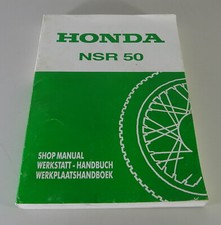 HONDA
NSR 50
SHOP MANUAL
WERKSTATT - HANDBUCH
WERKPLAATSHANDBOEK